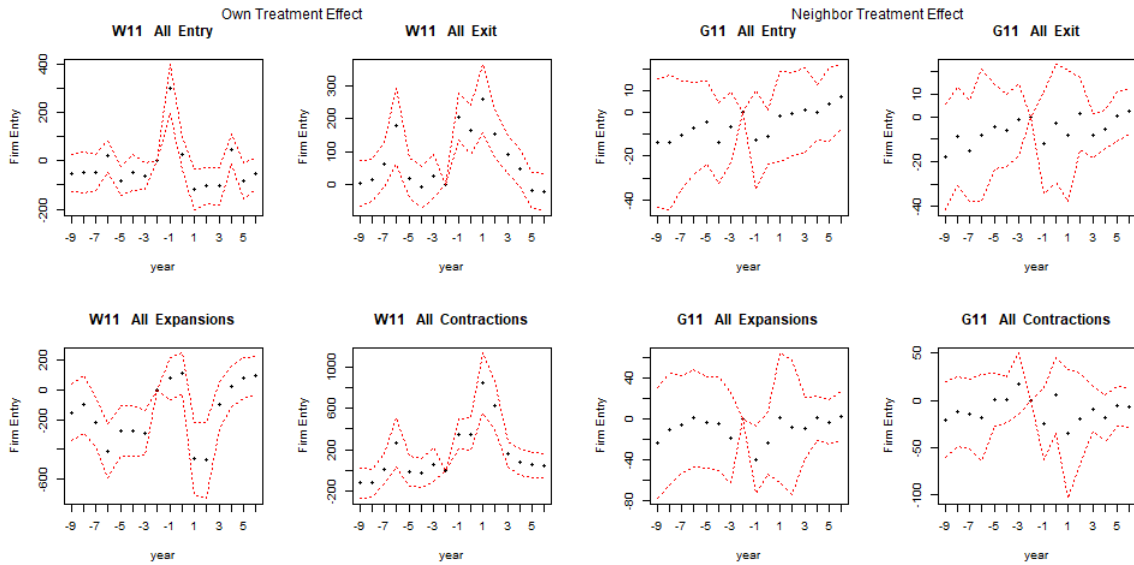 Own Treatment Effect
Neighbor Treatment Effect
W11 All Entry
W11 All Exit
G11 All Entry
G11 All Exit
Firm Entry
400
200
0
-200
-9 -7 -5 -3 -1 1 3 5
year
Firm Entry
300
200
100
0
-9 -7 -5 -3 -1 1 3 5
year
Firm Entry
10
0
-20
-40
-9 -7 -5 -3 -1 1 3 5
year
Firm Entry
10
0
-20
-40
-9 -7 -5 -3 -1 1 3 5
year
W11 All Expansions
W11 All Contractions
G11 All Expansions
G11 All Contractions
Firm Entry
200
0
-200
-600
-9 -7 -5 -3 -1 1 3 5
year
Firm Entry
1000
600
200
-200
-9 -7 -5 -3 -1 1 3 5
year
Firm Entry
40
0
-40
-80
-9 -7 -5 -3 -1 1 3 5
year
Firm Entry
50
0
-50
-100
-9 -7 -5 -3 -1 1 3 5
year